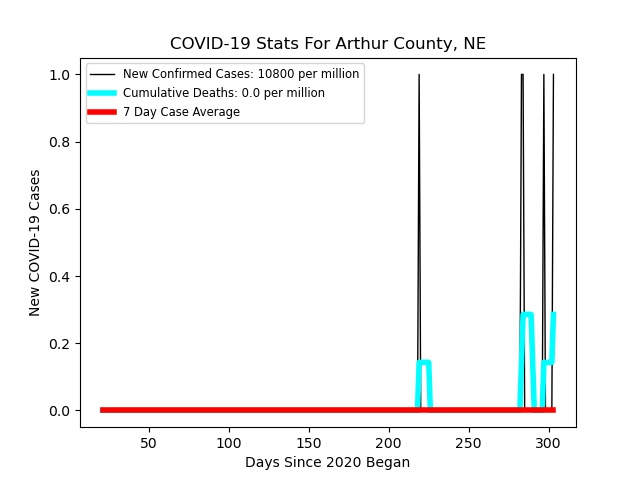 COVID-19 Stats For Arthur County, NE
New Confirmed Cases: 10800 per million
Cumulative Deaths: 0.0 per million
7 Day Case Average
New COVID-19 Cases
1.0
0.8
0.6
0.4
0.2
0.0
50 100 150 200 250 300
Days Since 2020 Began